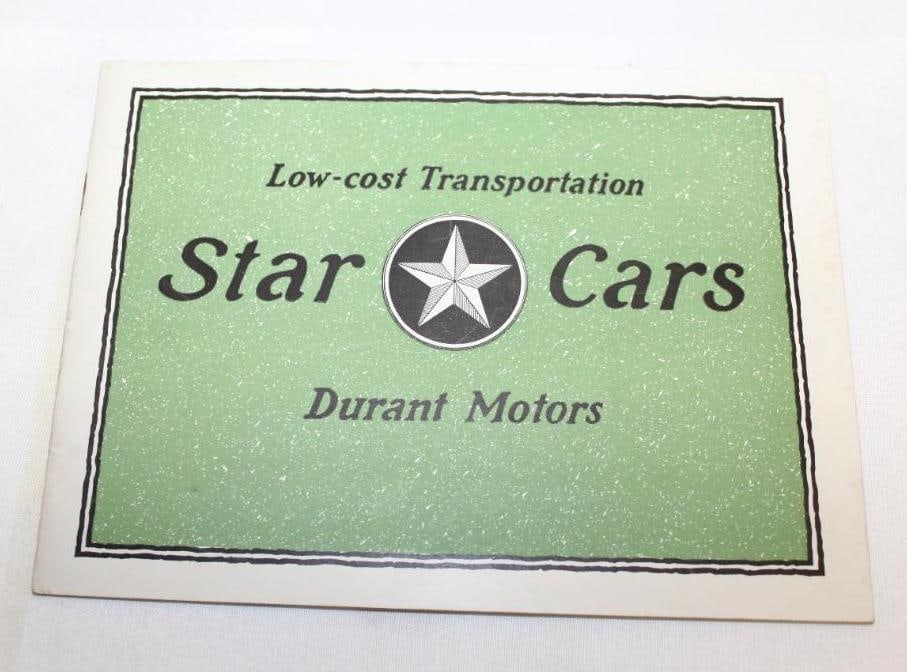 Low-cost Transportation
Star Cars
Durant Motors